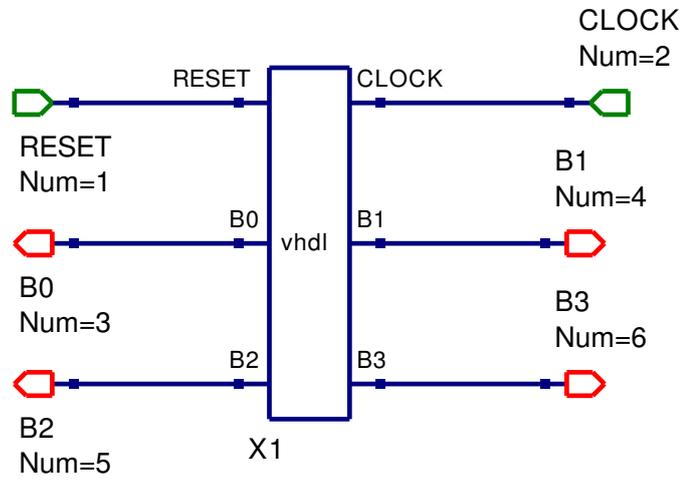 CLOCK
Num=2
RESET
CLOCK
RESET
Num=1
B1
Num=4
B0
vhdl
B1
B0
Num=3
B3
Num=6
B2
B3
B2
Num=5
X1